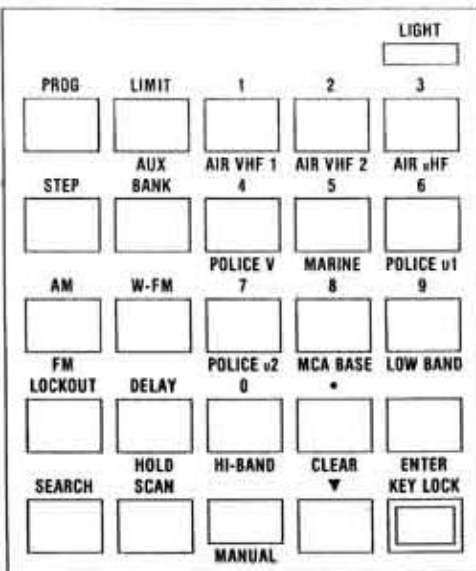 LIGHT
PROG LIMIT 1 2 3
AUX AIR VHF 1 AIR VHF 2 AIR uHF
STEP BANK 4 5 6
POLICE V MARINE POLICE u1
AM W-FM 7 8 9
FM POLICE u2 MCA BASE LOW BAND
LOCKOUT DELAY 0 •
HOLD HI-BAND CLEAR ENTER
SEARCH SCAN ▼ KEY LOCK
MANUAL